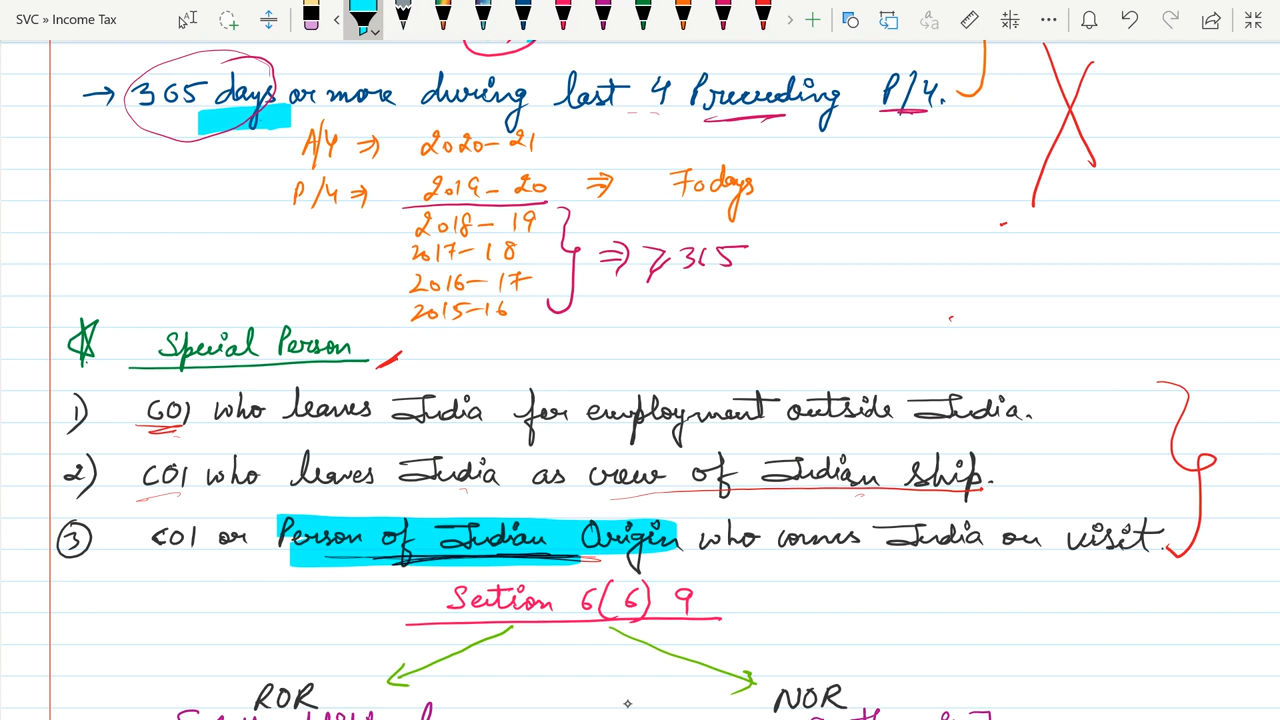 SVC » Income Tax
→ 365 days or more during last 4 Preceding P/Y.
A/Y ⇒ 2020-21
P/Y ⇒ 2019-20 ⇒ 70 days
2018-19
2017-18 ⇒ ≥ 365
2016-17
2015-16
Special Person
1) COI who leaves India for employment outside India.
2) COI who leaves India as crew of Indian ship.
③ COI or Person of Indian Origin who comes India on visit.
Section 6(6) 9
ROR NOR